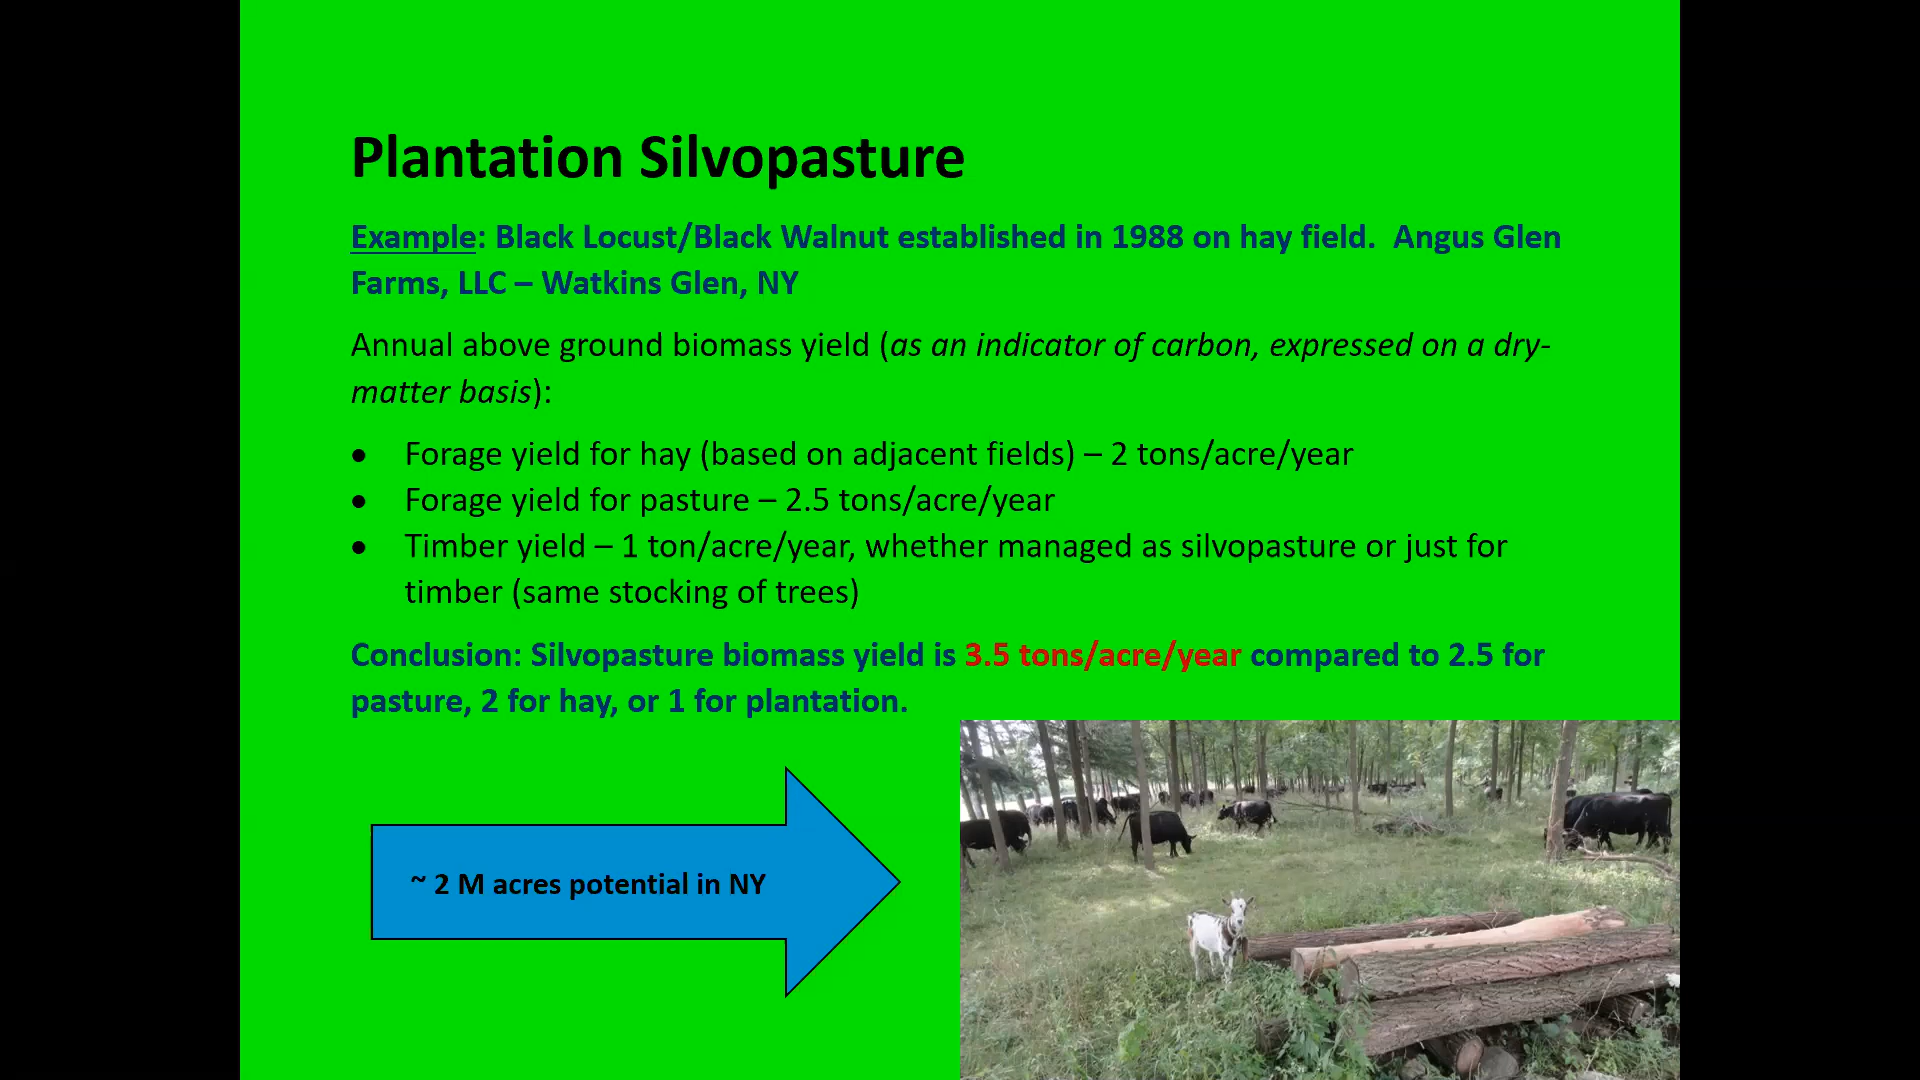 Plantation Silvopasture
Example: Black Locust/Black Walnut established in 1988 on hay field.  Angus Glen
Farms, LLC – Watkins Glen, NY
Annual above ground biomass yield (as an indicator of carbon, expressed on a dry-
matter basis):
• Forage yield for hay (based on adjacent fields) – 2 tons/acre/year
• Forage yield for pasture – 2.5 tons/acre/year
• Timber yield – 1 ton/acre/year, whether managed as silvopasture or just for
timber (same stocking of trees)
Conclusion: Silvopasture biomass yield is 3.5 tons/acre/year compared to 2.5 for
pasture, 2 for hay, or 1 for plantation.
~ 2 M acres potential in NY